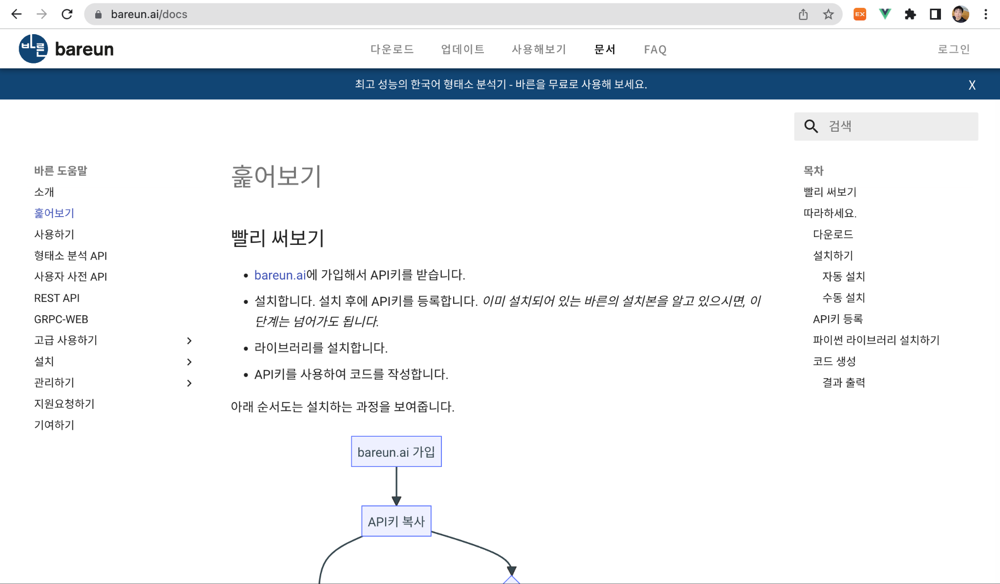 bareun.ai/docs
EX
바른 bareun
다운로드 업데이트 사용해보기 문서 FAQ 로그인
최고 성능의 한국어 형태소 분석기 - 바른을 무료로 사용해 보세요. X
검색
바른 도움말
소개
훑어보기
사용하기
형태소 분석 API
사용자 사전 API
REST API
GRPC-WEB
고급 사용하기
설치
관리하기
지원요청하기
기여하기
훑어보기
빨리 써보기
• bareun.ai에 가입해서 API키를 받습니다.
• 설치합니다. 설치 후에 API키를 등록합니다. 이미 설치되어 있는 바른의 설치본을 알고 있으시면, 이
단계는 넘어가도 됩니다.
• 라이브러리를 설치합니다.
• API키를 사용하여 코드를 작성합니다.
아래 순서도는 설치하는 과정을 보여줍니다.
bareun.ai 가입
API키 복사
목차
빨리 써보기
따라하세요.
다운로드
설치하기
자동 설치
수동 설치
API키 등록
파이썬 라이브러리 설치하기
코드 생성
결과 출력